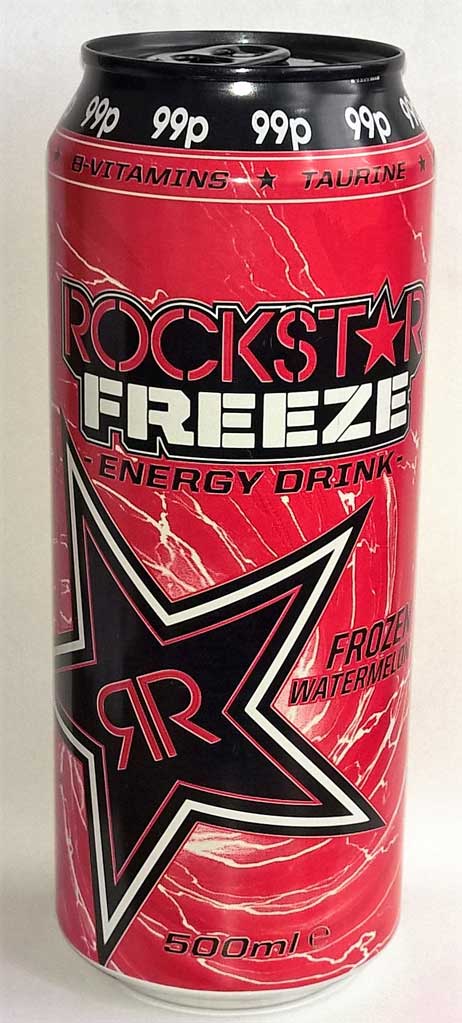 99p 99p 99p 99p
★ B-VITAMINS ★ TAURINE ★
ROCKSTAR
FREEZE
-ENERGY DRINK-
FROZEN
WATERMELON
RR
500ml ℮